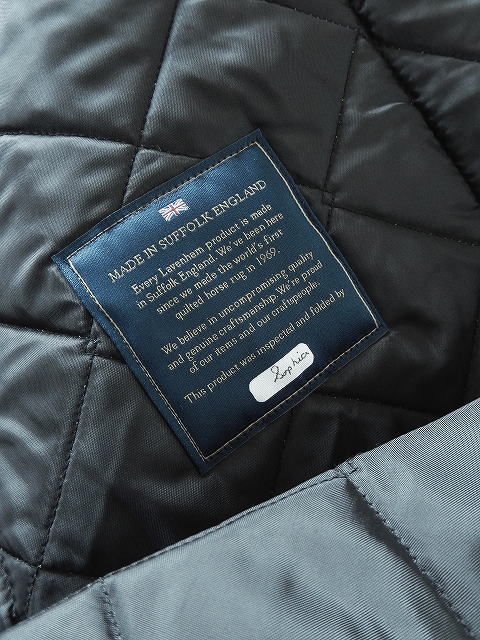 MADE IN SUFFOLK ENGLAND
Every Lavenham product is made
in Suffolk England. We've been here
since we made the world's first
quilted horse rug in 1969.
We believe in uncompromising quality
and genuine craftsmanship. We're proud
of our items and our craftpeople.
This product was inspected and folded by
Sophia